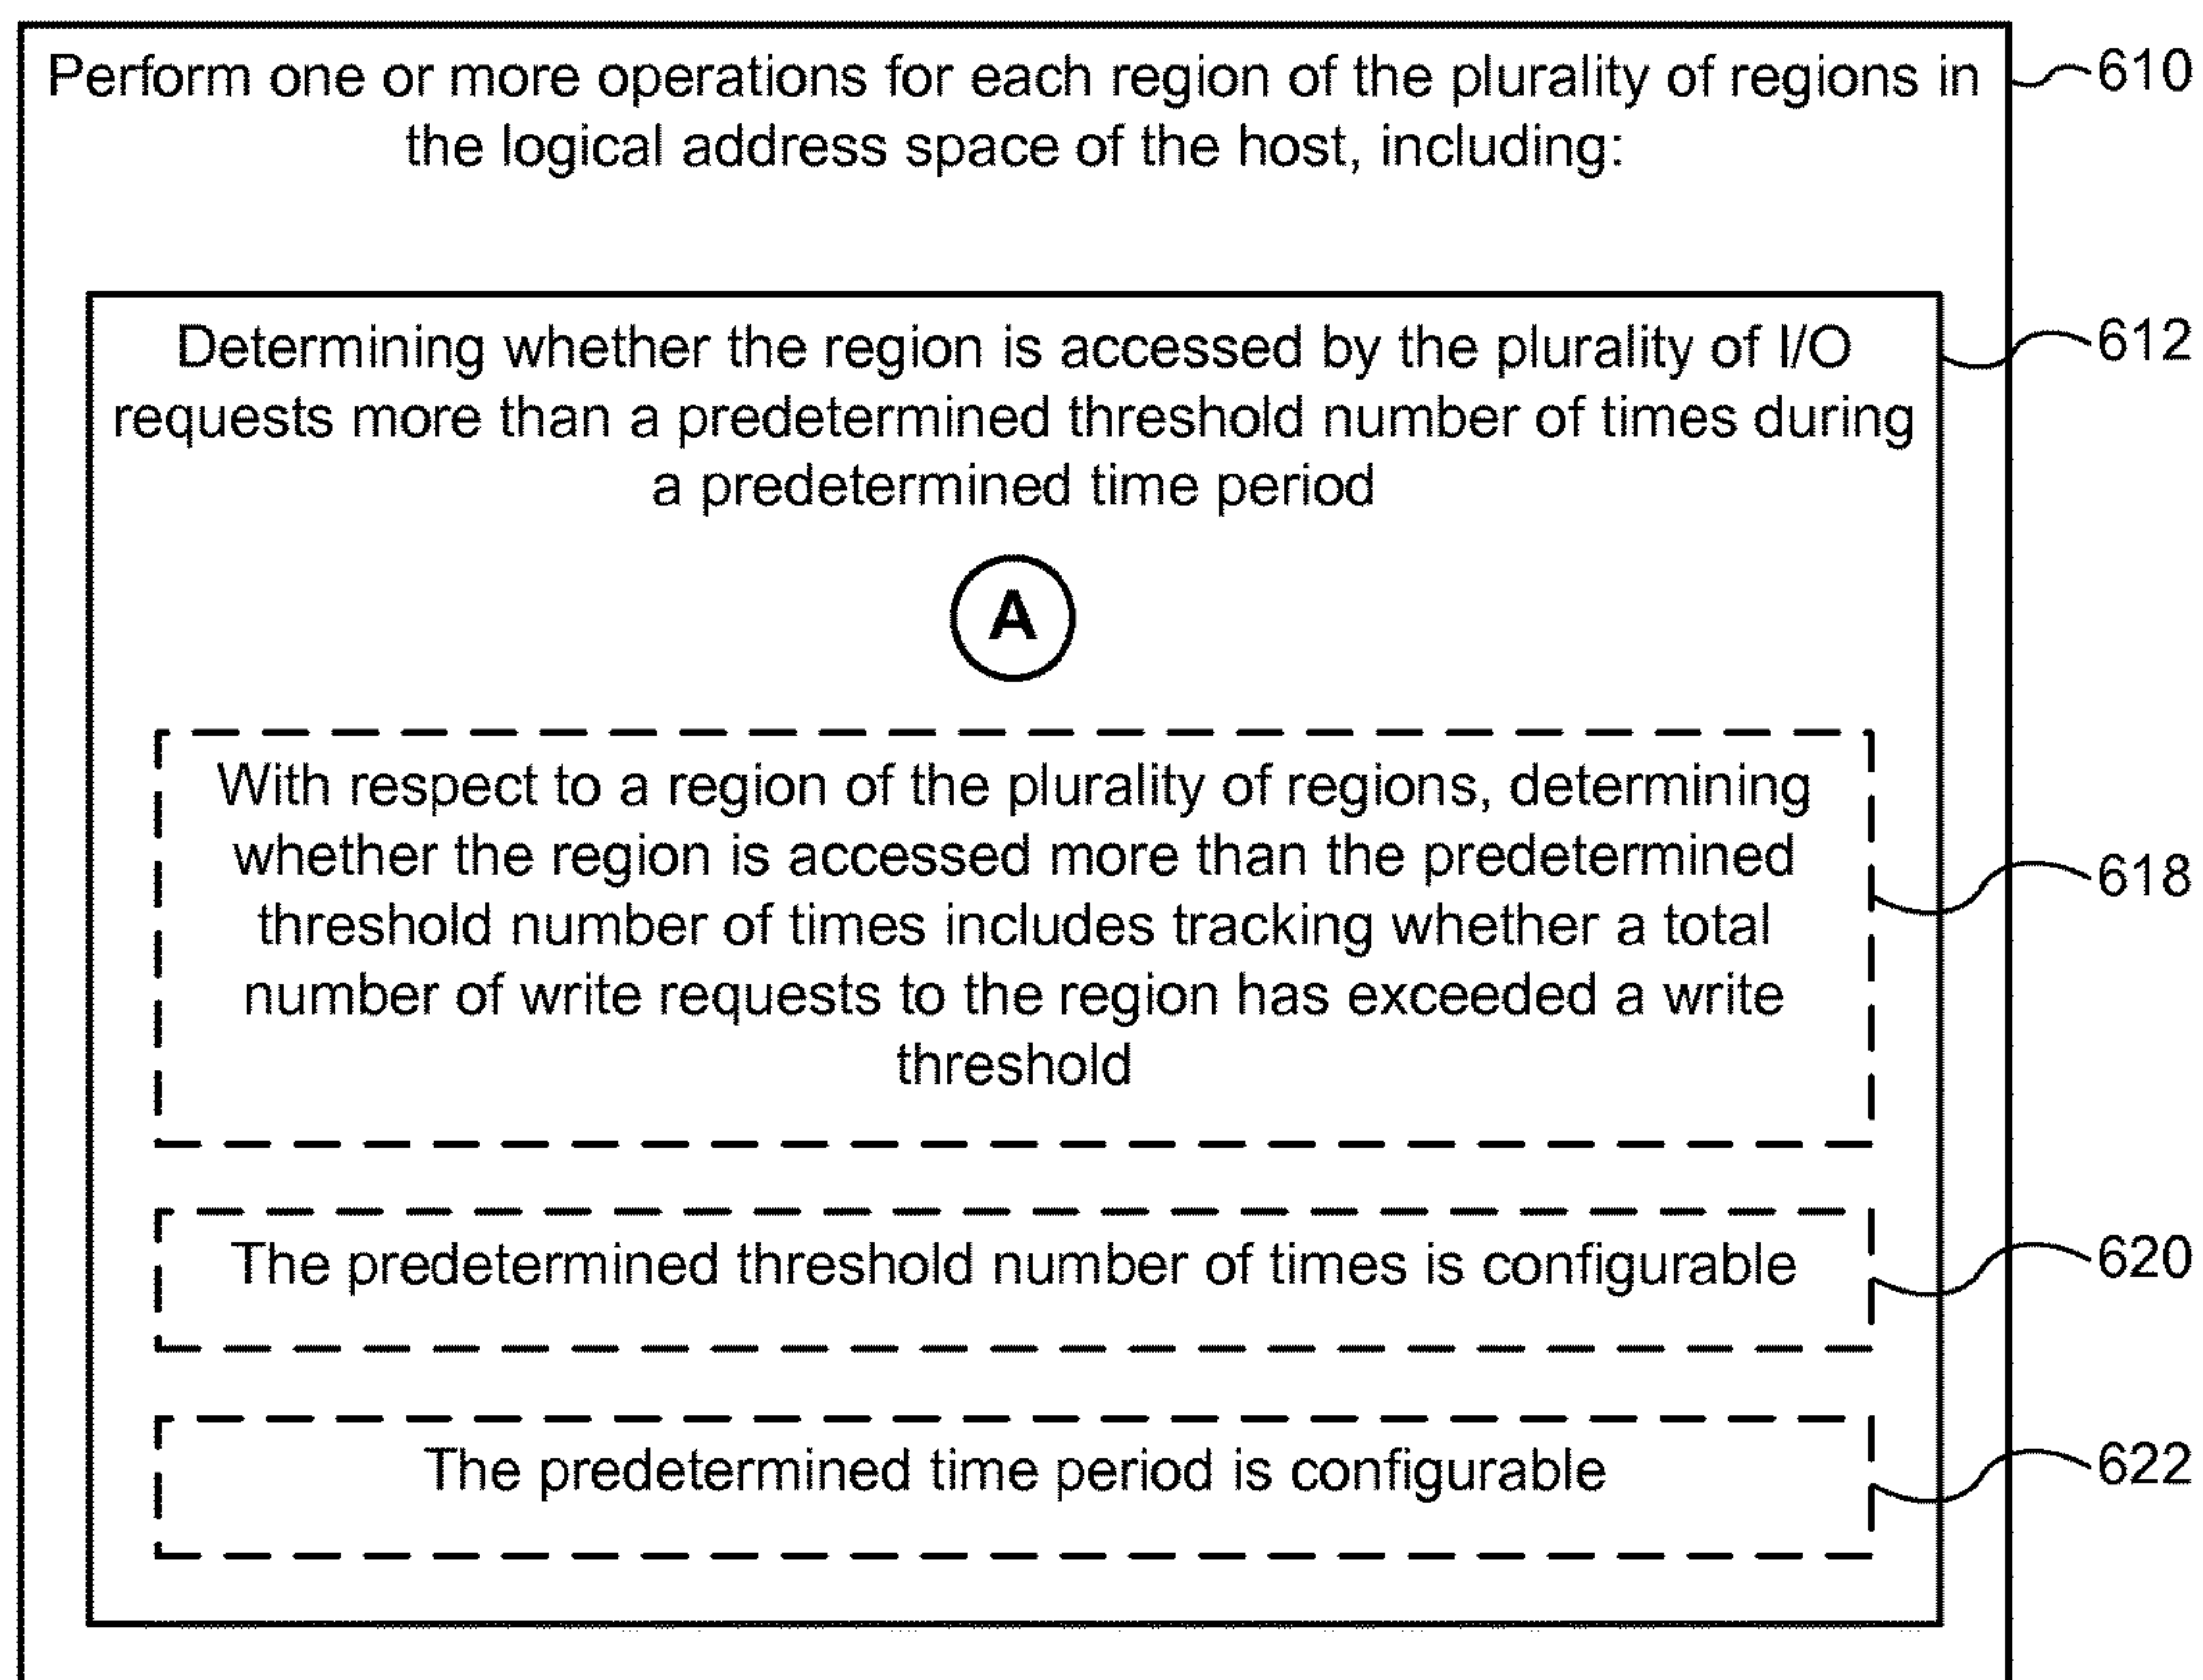 Perform one or more operations for each region of the plurality of regions in
the logical address space of the host, including:
610
Determining whether the region is accessed by the plurality of I/O
requests more than a predetermined threshold number of times during
a predetermined time period
612
A
With respect to a region of the plurality of regions, determining
whether the region is accessed more than the predetermined
threshold number of times includes tracking whether a total
number of write requests to the region has exceeded a write
threshold
618
The predetermined threshold number of times is configurable
620
The predetermined time period is configurable
622